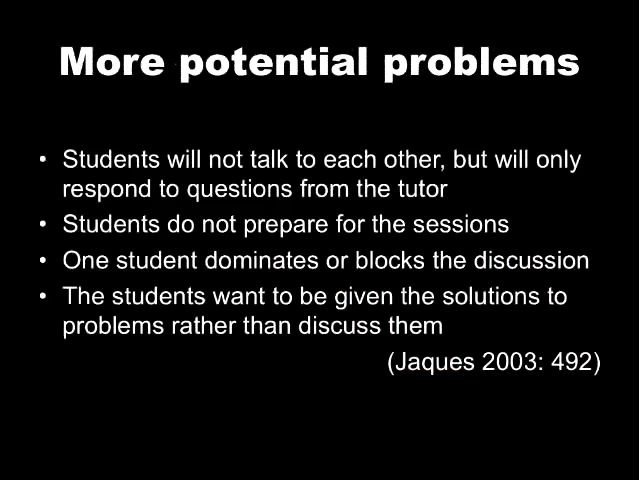 More potential problems
• Students will not talk to each other, but will only
respond to questions from the tutor
• Students do not prepare for the sessions
• One student dominates or blocks the discussion
• The students want to be given the solutions to
problems rather than discuss them
(Jaques 2003: 492)